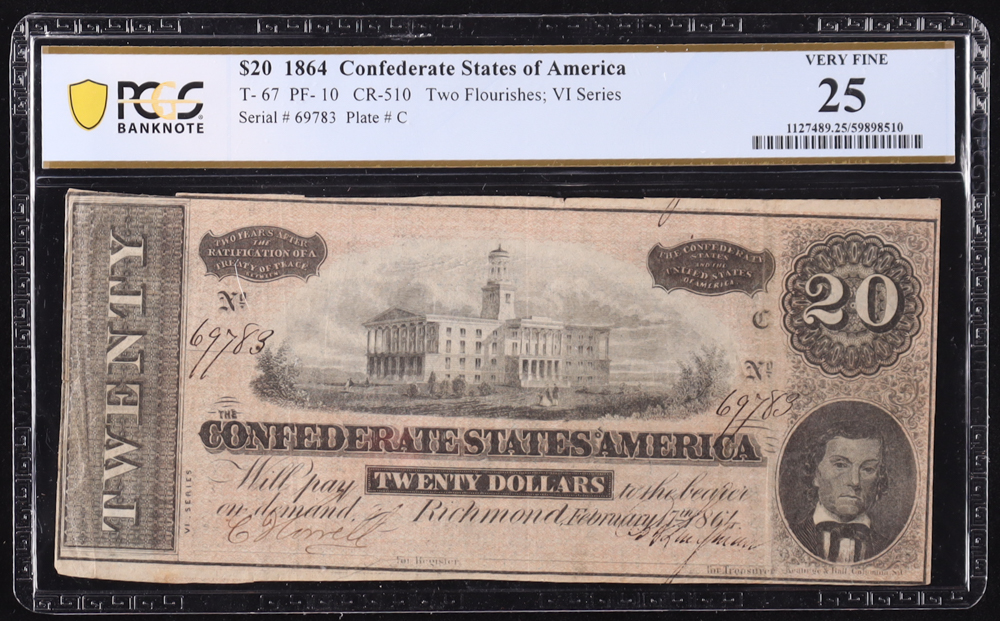 PCGS
BANKNOTE
$20 1864 Confederate States of America
T- 67 PF- 10 CR-510 Two Flourishes; VI Series
Serial # 69783 Plate # C
VERY FINE
25
1127489.25/59898510
TWENTY
TWO YEARS AFTER
THE
RATIFICATION OF A
TREATY OF PEACE
BETWEEN
THE CONFEDERATE
STATES
AND THE
UNITED STATES
OF AMERICA
20
Nº
69783
C
Nº
69783
THE
CONFEDERATE STATES AMERICA
VI SERIES
Will pay TWENTY DOLLARS to the bearer
on demand Richmond, February 17th 1864.
for Register
for Treasurer